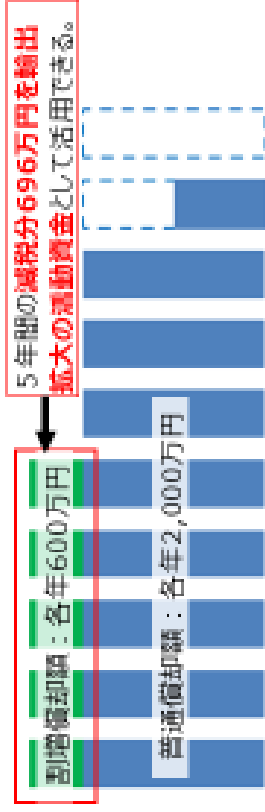 5年間の減税分696万円を輸出
拡大の活動資金として活用できる。
割増償却額：各年600万円
普通償却額：各年2,000万円